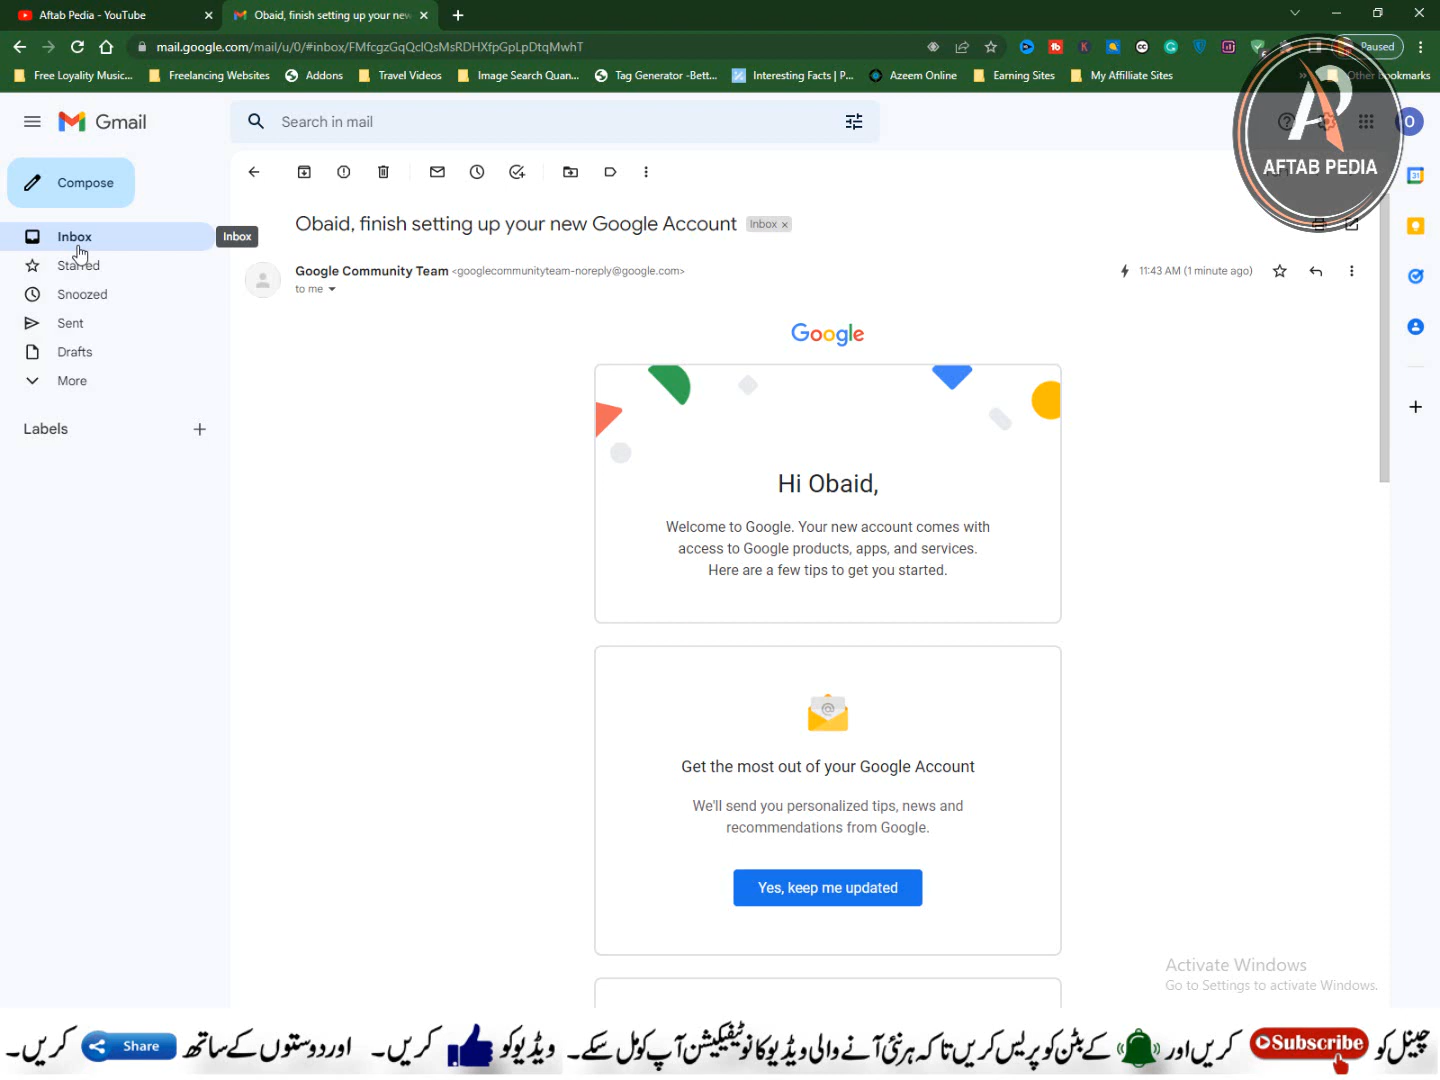 Aftab Pedia - YouTube
Obaid, finish setting up your new
mail.google.com/mail/u/0/#inbox/FMfcgzGqQclQsMsRDHXfpGpLpDtqMwhT
Paused
Free Loyality Music...
Freelancing Websites
Addons
Travel Videos
Image Search Quan...
Tag Generator -Bett...
Interesting Facts | P...
Azeem Online
Earning Sites
My Affilliate Sites
Other Bookmarks
Gmail
Search in mail
AFTAB PEDIA
Compose
Inbox
Inbox
Starred
Snoozed
Sent
Drafts
More
Labels
Obaid, finish setting up your new Google Account
Inbox ×
Google Community Team <googlecommunityteam-noreply@google.com>
11:43 AM (1 minute ago)
to me
Google
Hi Obaid,
Welcome to Google. Your new account comes with
access to Google products, apps, and services.
Here are a few tips to get you started.
Get the most out of your Google Account
We'll send you personalized tips, news and
recommendations from Google.
Yes, keep me updated
Activate Windows
Go to Settings to activate Windows.
چینل کو Subscribe کریں اور کے بٹن کو پریس کریں تا کہ ہر نئی آنے والی ویڈیو کا نوٹیفیکیشن آپ کو مل سکے۔ ویڈیو کو کریں۔ اور دوستوں کے ساتھ Share کریں۔